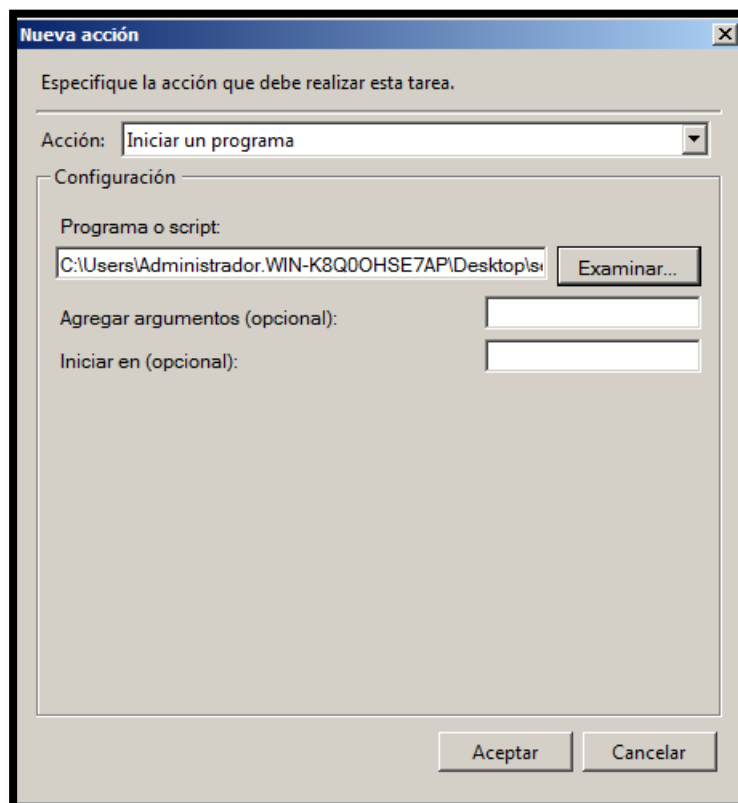 Nueva acción
Especifique la acción que debe realizar esta tarea.
Acción: Iniciar un programa
Configuración
Programa o script:
C:\Users\Administrador.WIN-K8Q0OHSE7AP\Desktop\s
Examinar...
Agregar argumentos (opcional):
Iniciar en (opcional):
Aceptar Cancelar